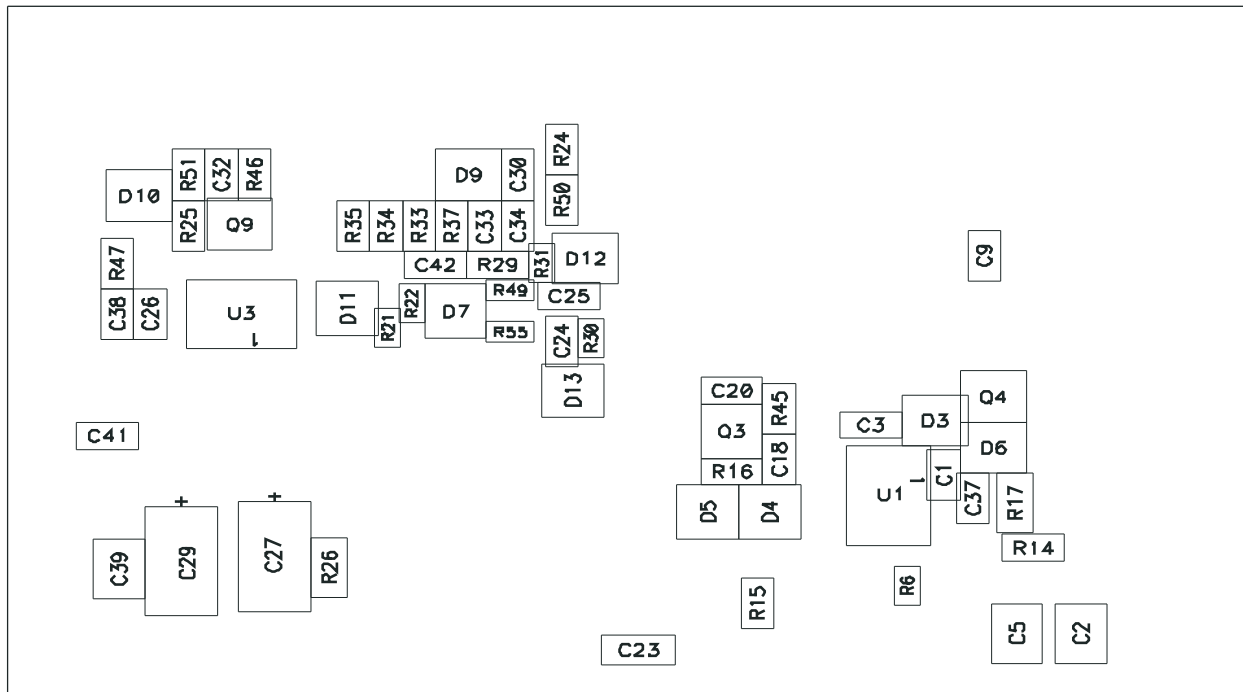 R24
R51
C32
R46
D9
C30
D10
R50
R25
Q9
R35
R34
R33
R37
C33
C34
R47
C42
R29
R31
D12
C9
C38
C26
U3
1
D11
R22
R21
D7
R49
C25
R55
C24
R30
D13
C20
R45
Q3
C18
R16
D5
D4
C3
D3
Q4
D6
U1
1
C1
C37
R17
R14
C41
+
+
C39
C29
C27
R26
R15
R6
C23
C5
C2